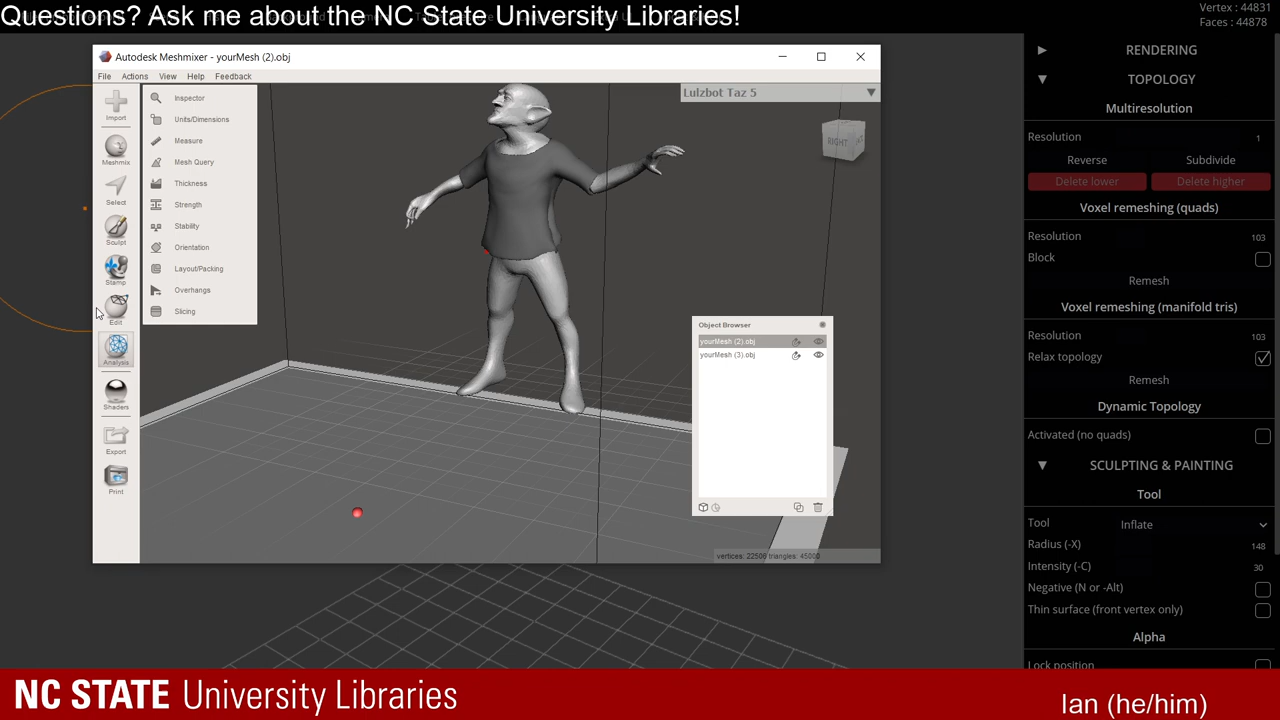 Questions? Ask me about the NC State University Libraries!
Vertex : 44831
Faces : 44878
Autodesk Meshmixer - yourMesh (2).obj
File Actions View Help Feedback
Import
Meshmix
Select
Sculpt
Stamp
Edit
Analysis
Shaders
Export
Print
Inspector
Units/Dimensions
Measure
Mesh Query
Thickness
Strength
Stability
Orientation
Layout/Packing
Overhangs
Slicing
Lulzbot Taz 5
RIGHT
Object Browser
yourMesh (2).obj
yourMesh (3).obj
vertices: 22506 triangles: 45000
RENDERING
TOPOLOGY
Multiresolution
Resolution 1
Reverse Subdivide
Delete lower Delete higher
Voxel remeshing (quads)
Resolution 103
Block
Remesh
Voxel remeshing (manifold tris)
Resolution 103
Relax topology
Remesh
Dynamic Topology
Activated (no quads)
SCULPTING & PAINTING
Tool
Tool Inflate
Radius (-X) 148
Intensity (-C) 30
Negative (N or -Alt)
Thin surface (front vertex only)
Alpha
Lock position
NC STATE University Libraries
Ian (he/him)